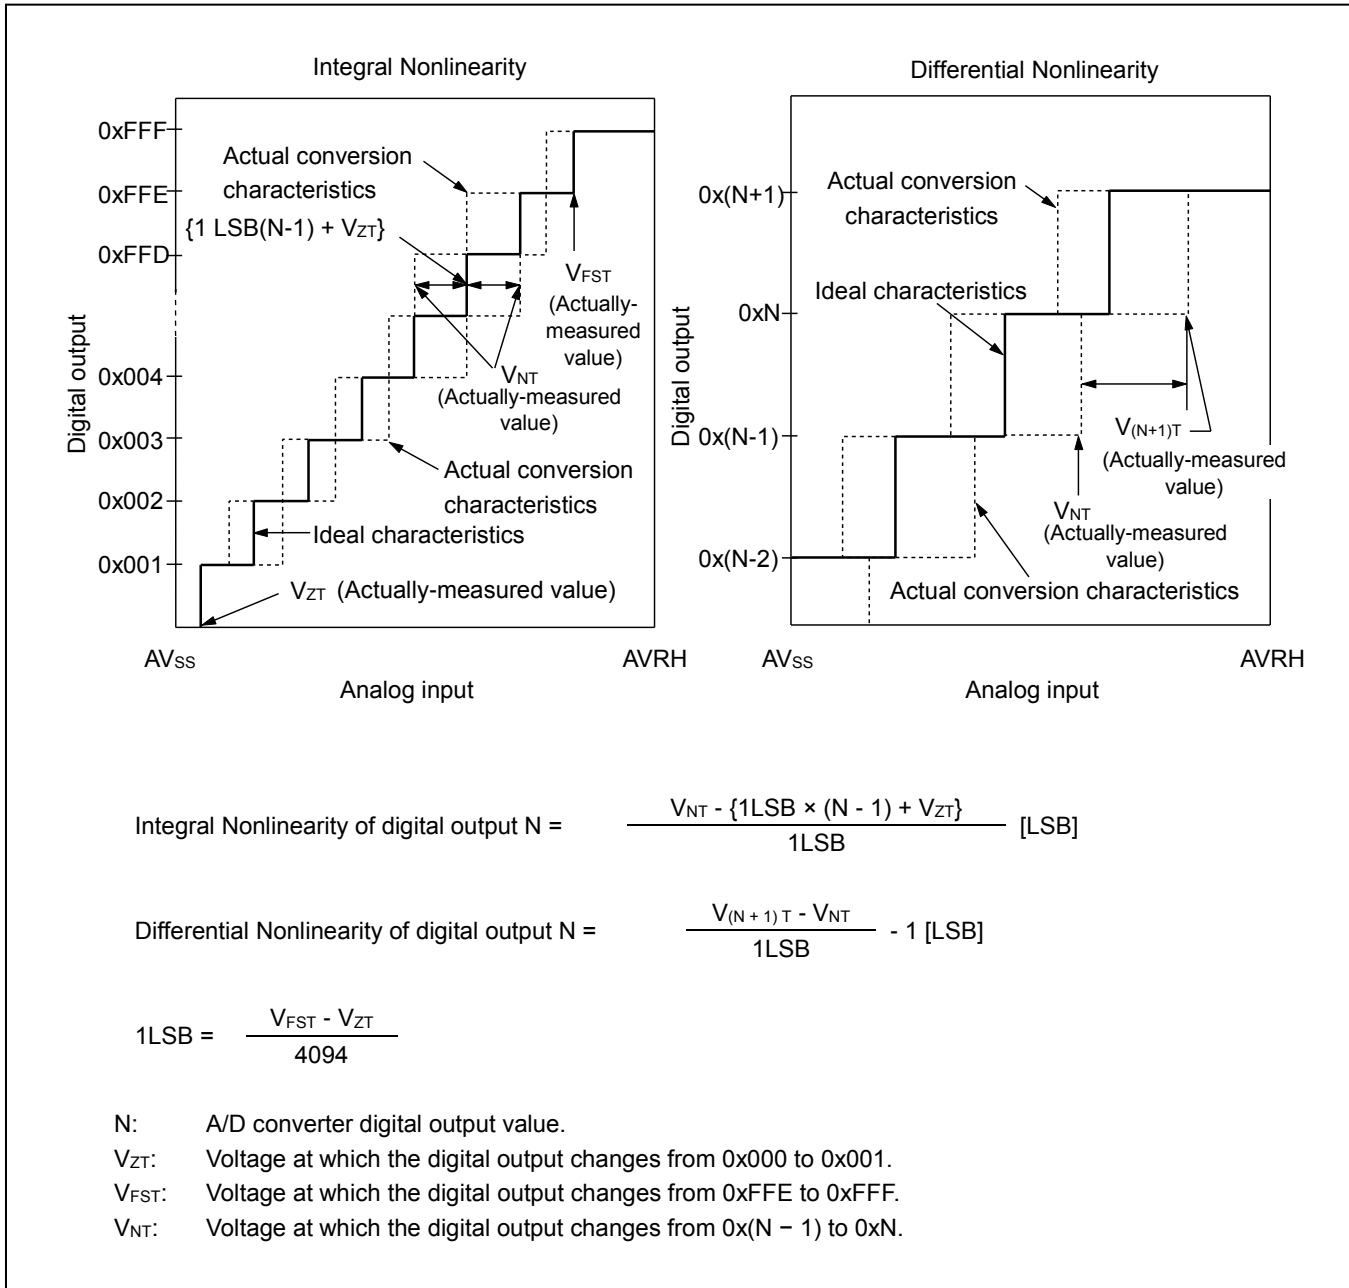 Integral Nonlinearity
0xFFF
0xFFE
0xFFD
0x004
0x003
0x002
0x001
Digital output
Actual conversion
characteristics
{1 LSB(N-1) + VZT}
VFST
(Actually-
measured
value)
VNT
(Actually-measured
value)
Actual conversion
characteristics
Ideal characteristics
VZT (Actually-measured value)
AVSS
AVRH
Analog input
Differential Nonlinearity
0x(N+1)
0xN
0x(N-1)
0x(N-2)
Digital output
Actual conversion
characteristics
Ideal characteristics
V(N+1)T
(Actually-measured
value)
VNT
(Actually-measured
value)
Actual conversion characteristics
AVSS
AVRH
Analog input
Integral Nonlinearity of digital output N =
VNT - {1LSB × (N - 1) + VZT}
1LSB
[LSB]
Differential Nonlinearity of digital output N =
V(N + 1) T - VNT
1LSB
- 1 [LSB]
1LSB =
VFST - VZT
4094
N: A/D converter digital output value.
VZT: Voltage at which the digital output changes from 0x000 to 0x001.
VFST: Voltage at which the digital output changes from 0xFFE to 0xFFF.
VNT: Voltage at which the digital output changes from 0x(N − 1) to 0xN.